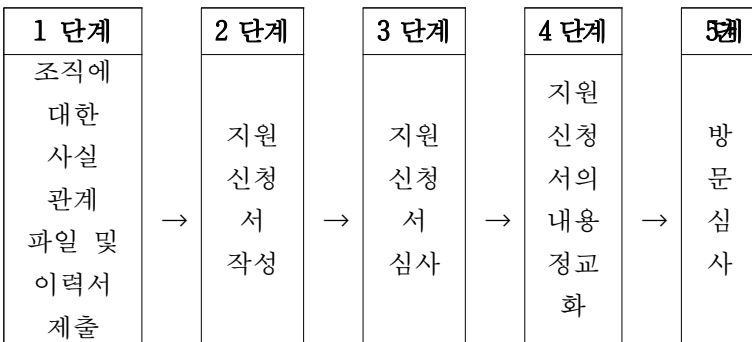 1 단계
조직에
대한
사실
관계
파일 및
이력서
제출
→
2 단계
지원
신청
서
작성
→
3 단계
지원
신청
서
심사
→
4 단계
지원
신청
서의
내용
정교
화
→
5단계
방
문
심
사